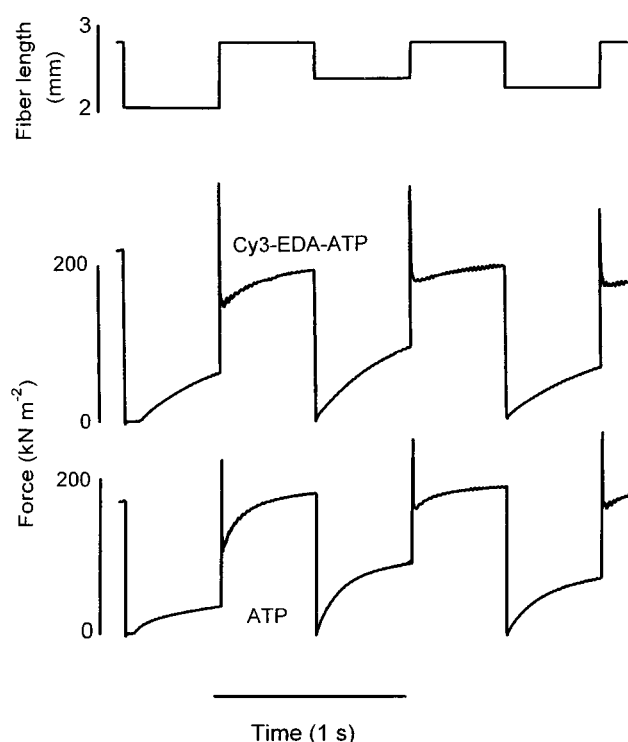 3
2
Fiber length
(mm)
Cy3-EDA-ATP
200
0
200
0
Force (kN m⁻²)
ATP
Time (1 s)